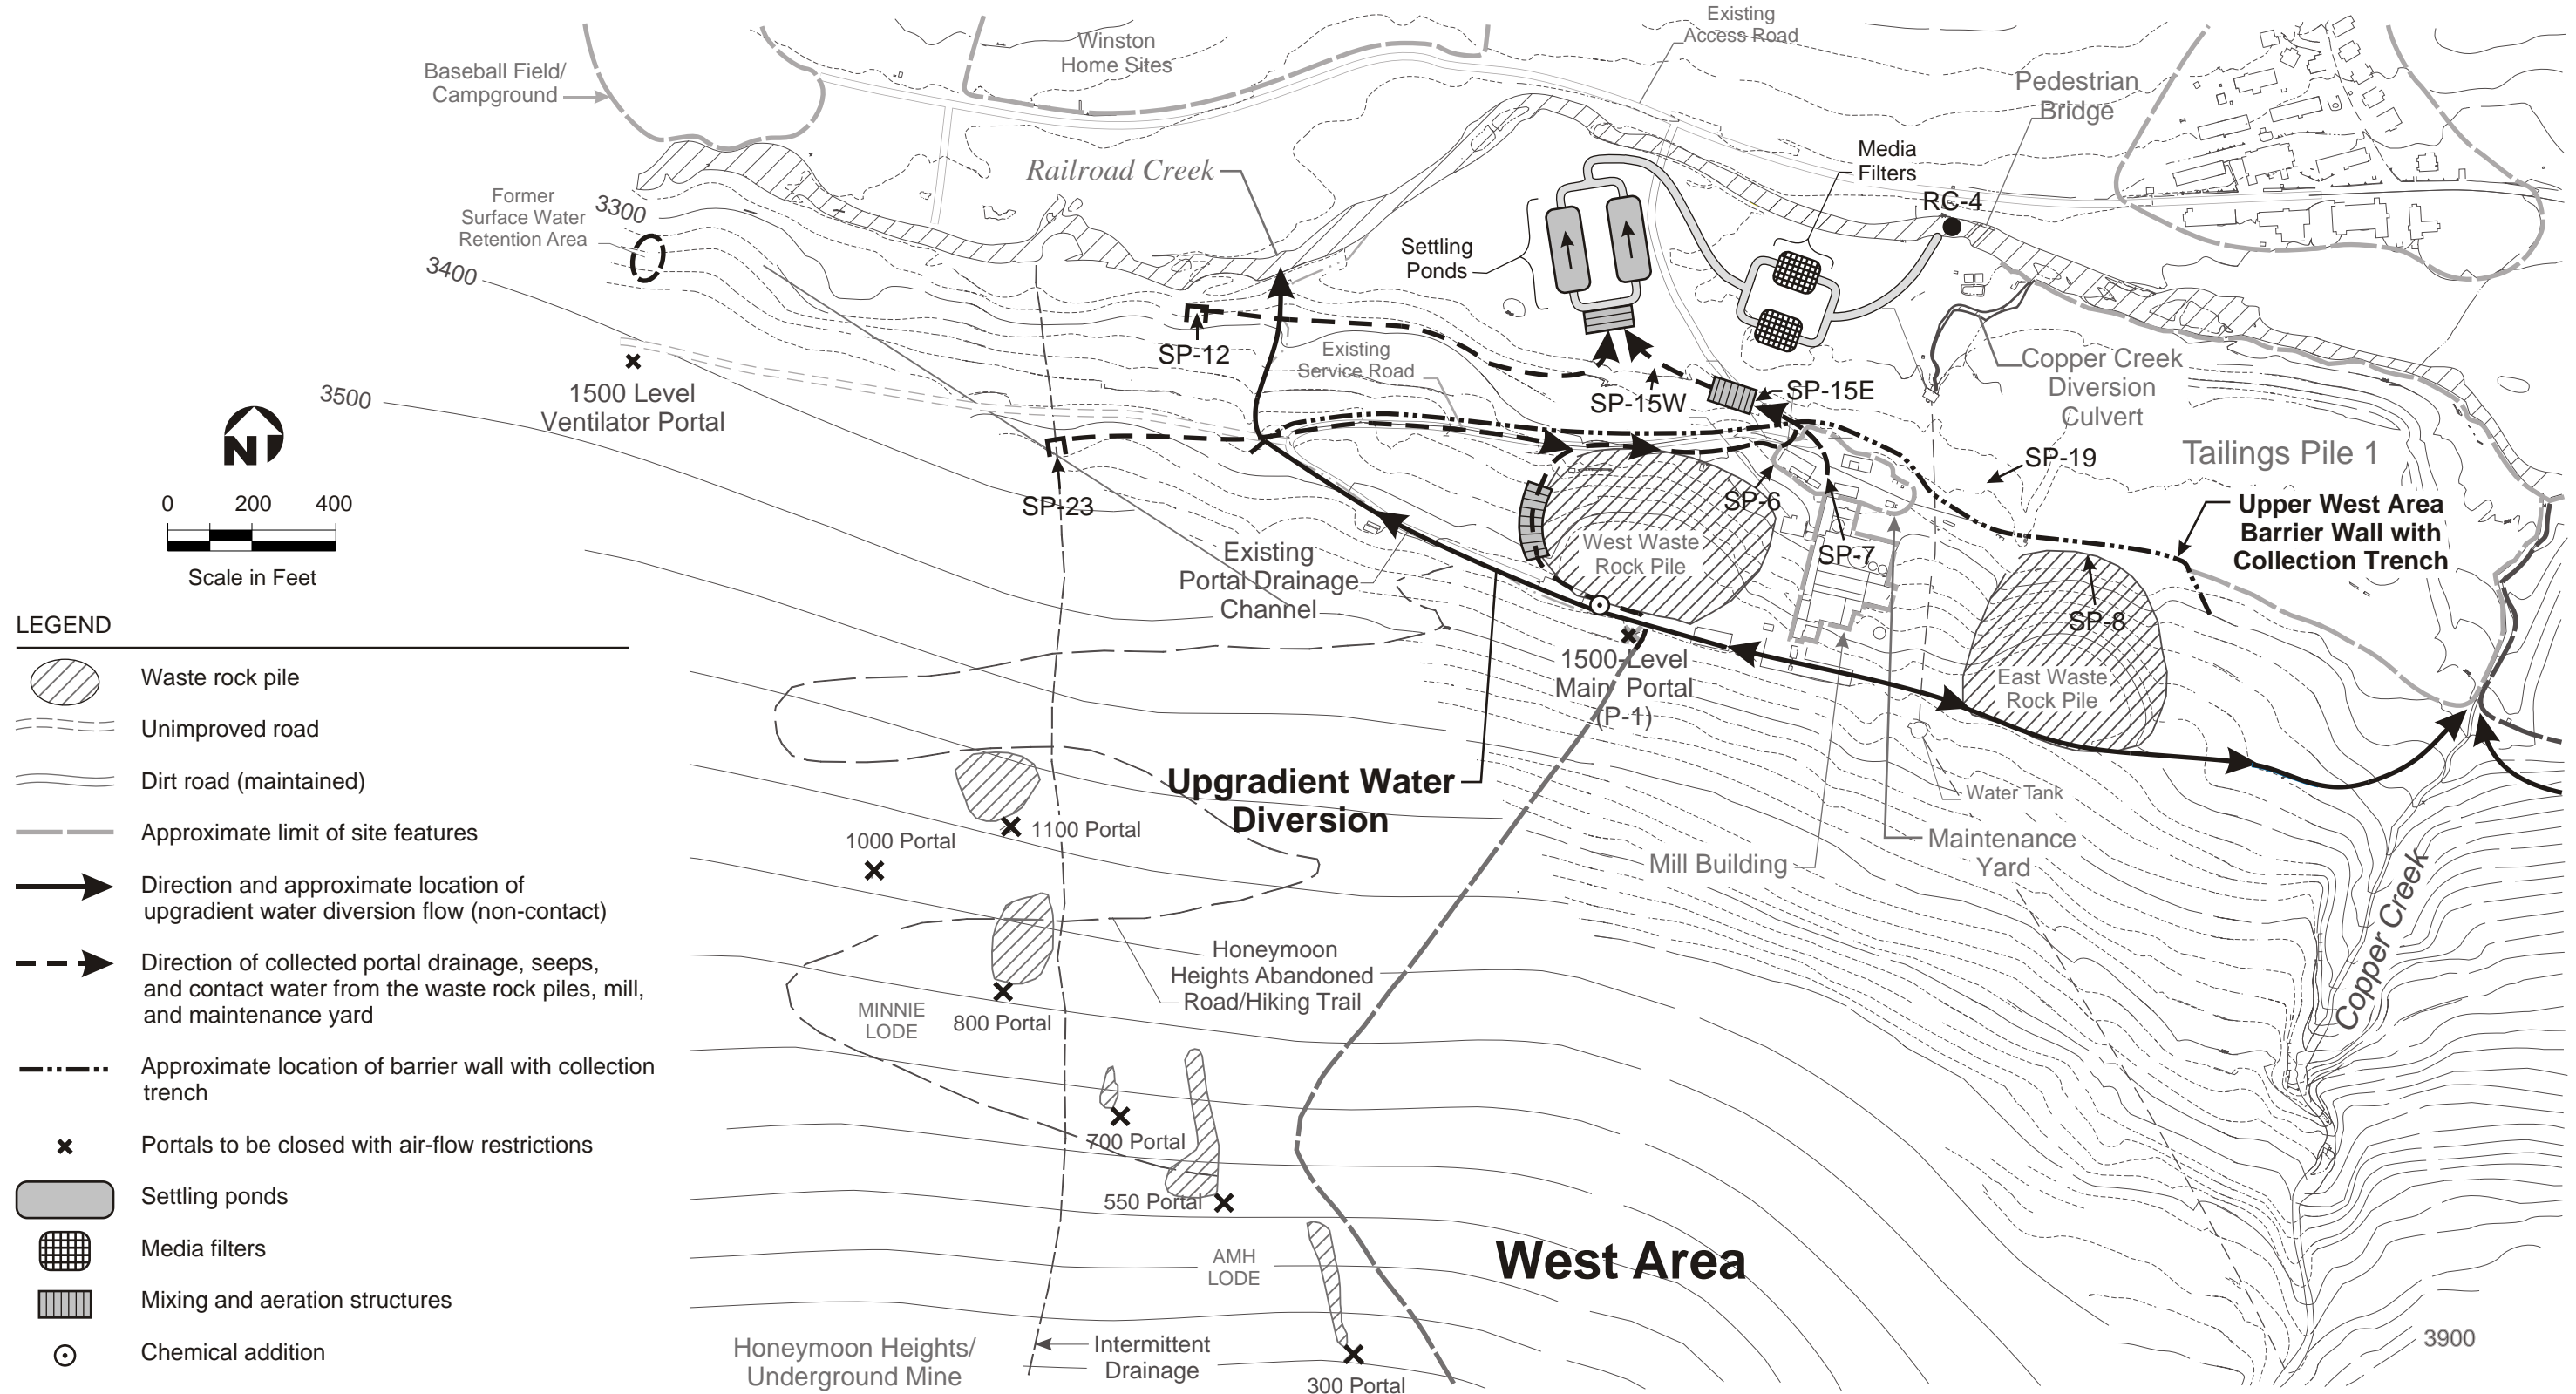 Existing
Access Road
Winston
Home Sites
Baseball Field/
Campground
Pedestrian
Bridge
Media
Filters
Railroad Creek
RC-4
Former
Surface Water
Retention Area
3300
3400
Settling
Ponds
SP-12
Existing
Service Road
Copper Creek
Diversion
Culvert
SP-15W
SP-15E
1500 Level
Ventilator Portal
3500
N
0 200 400
Scale in Feet
SP-19
Tailings Pile 1
SP-23
SP-6
Upper West Area
Barrier Wall with
Collection Trench
West Waste
Rock Pile
SP-7
Existing
Portal Drainage
Channel
SP-8
1500-Level
Main Portal
(P-1)
East Waste
Rock Pile
Upgradient Water
Diversion
Water Tank
Mill Building
Maintenance
Yard
1100 Portal
1000 Portal
Copper Creek
Honeymoon
Heights Abandoned
Road/Hiking Trail
MINNIE
LODE
800 Portal
700 Portal
550 Portal
AMH
LODE
West Area
Honeymoon Heights/
Underground Mine
Intermittent
Drainage
300 Portal
3900
LEGEND
Waste rock pile
Unimproved road
Dirt road (maintained)
Approximate limit of site features
Direction and approximate location of
upgradient water diversion flow (non-contact)
Direction of collected portal drainage, seeps,
and contact water from the waste rock piles, mill,
and maintenance yard
Approximate location of barrier wall with collection
trench
Portals to be closed with air-flow restrictions
Settling ponds
Media filters
Mixing and aeration structures
Chemical addition